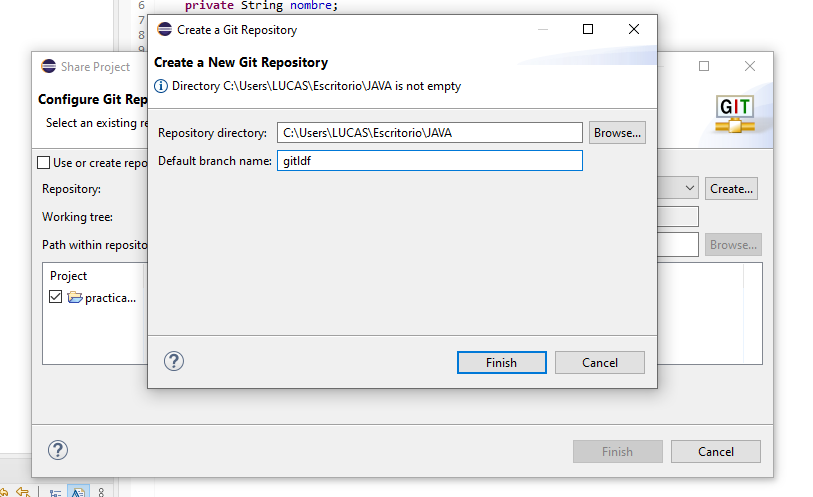 6 private String nombre;
7
8
9
Create a Git Repository
Create a New Git Repository
Directory C:\Users\LUCAS\Escritorio\JAVA is not empty
Repository directory: C:\Users\LUCAS\Escritorio\JAVA Browse...
Default branch name: gitldf
Finish Cancel
Share Project
Configure Git Rep
Select an existing re
GIT
Use or create repo
Repository: Create...
Working tree:
Path within reposito Browse...
Project
practica...
Finish Cancel